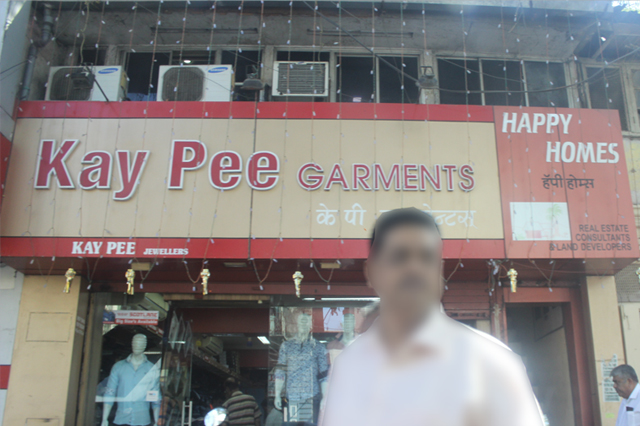 Kay Pee GARMENTS
के पी
KAY PEE JEWELLERS
HAPPY
HOMES
हॅपी होम्स
REAL ESTATE
CONSULTANTS
& LAND DEVELOPERS